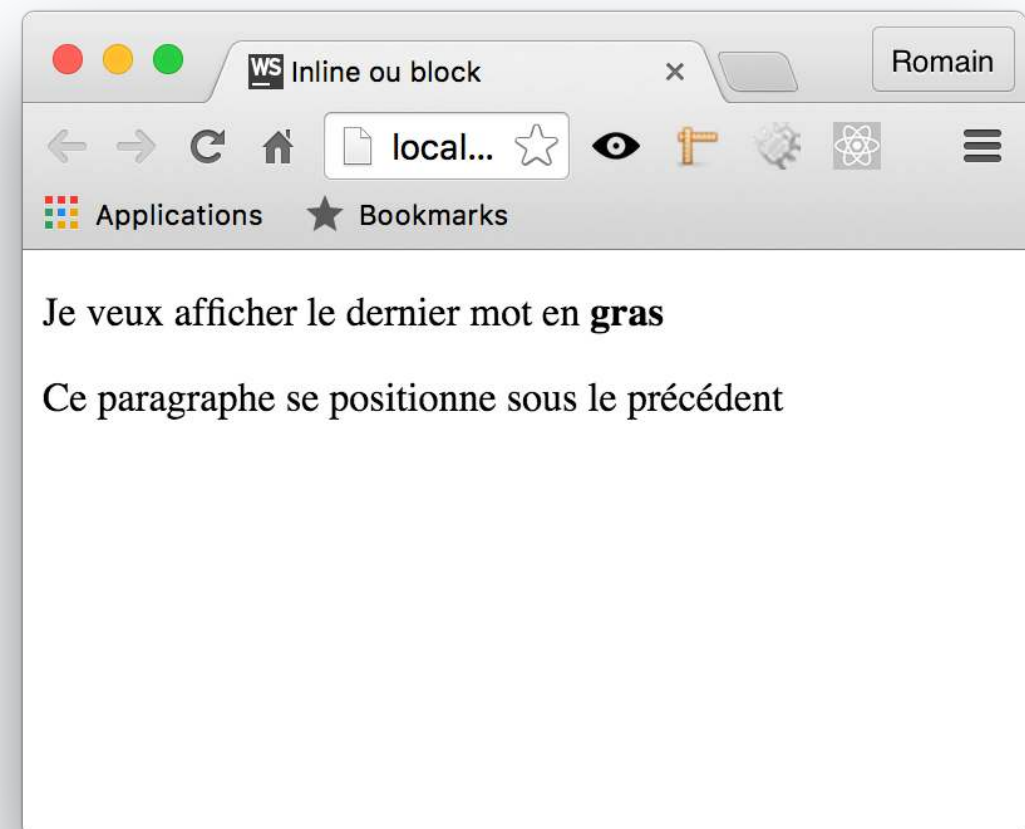 WS Inline ou block
Romain
local...
Applications Bookmarks
Je veux afficher le dernier mot en gras
Ce paragraphe se positionne sous le précédent